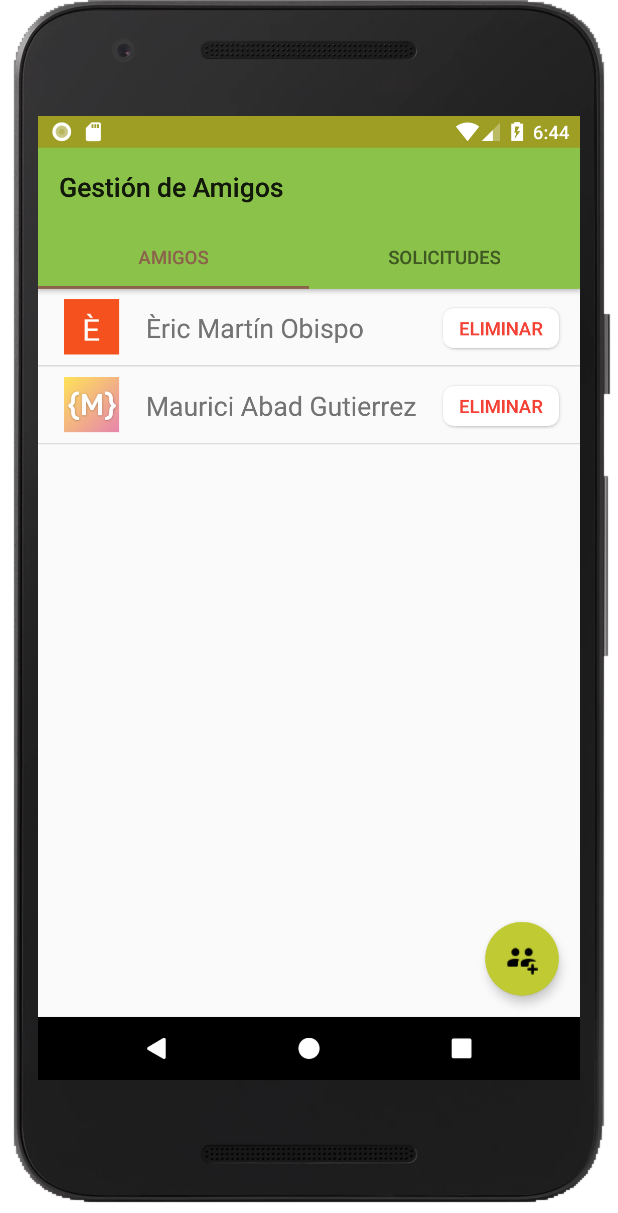 6:44
Gestión de Amigos
AMIGOS SOLICITUDES
È Èric Martín Obispo ELIMINAR
{M} Maurici Abad Gutierrez ELIMINAR